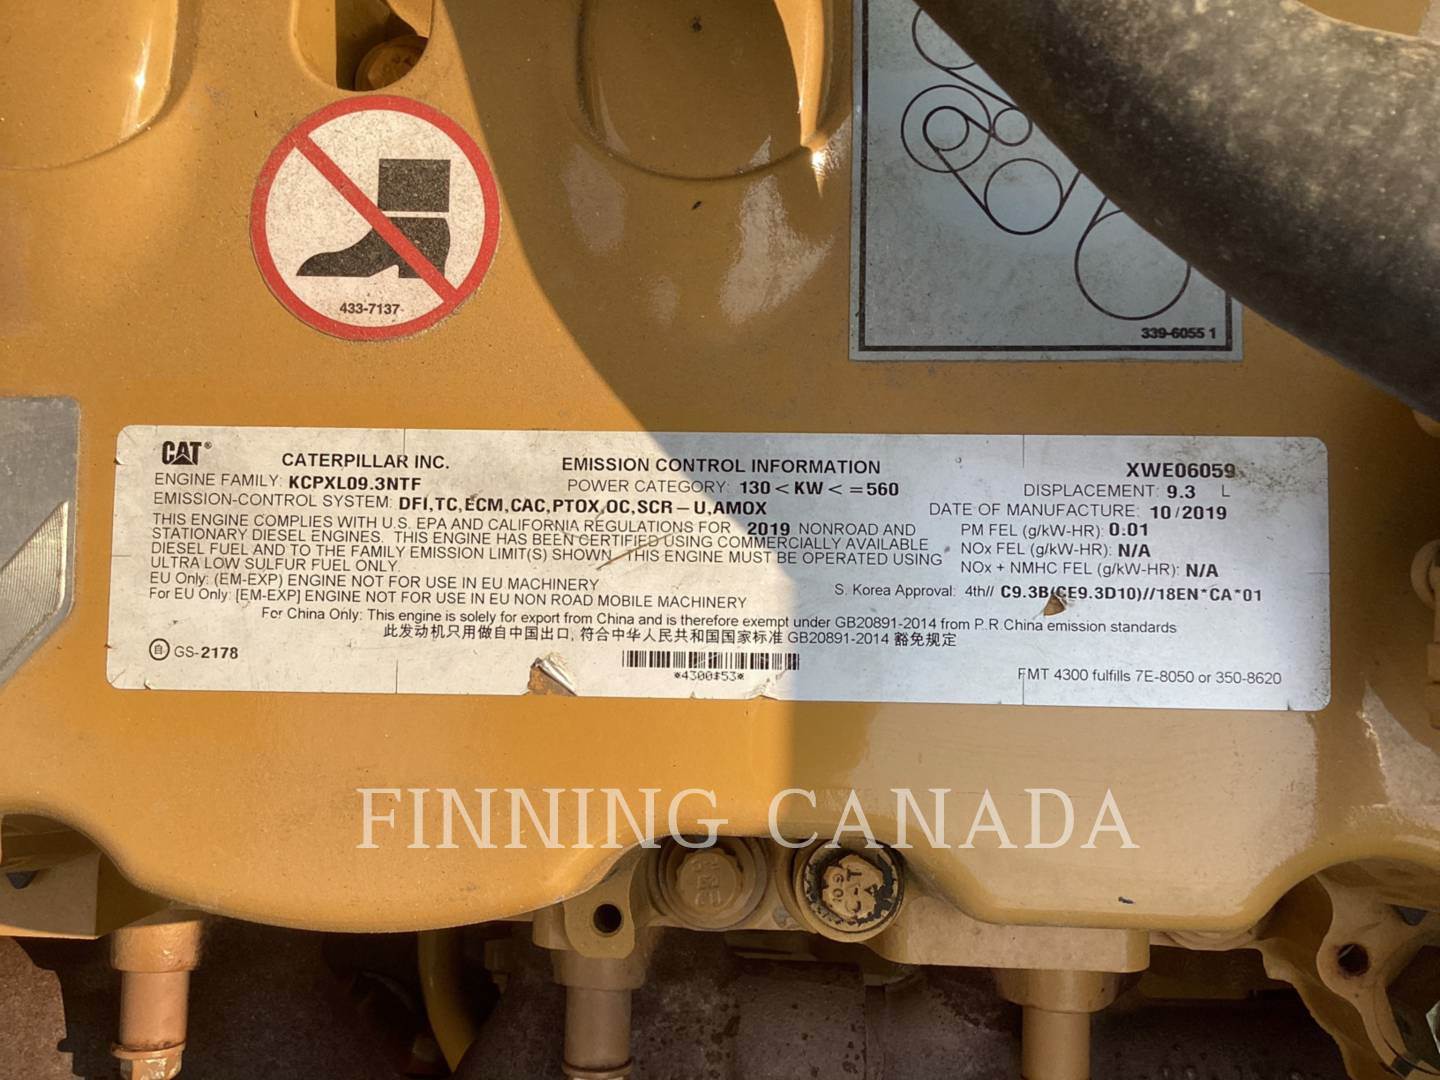 433-7137
339-6055 1
CAT® CATERPILLAR INC. EMISSION CONTROL INFORMATION XWE06059
ENGINE FAMILY: KCPXL09.3NTF POWER CATEGORY: 130 < KW < = 560 DISPLACEMENT: 9.3 L
EMISSION-CONTROL SYSTEM: DFI,TC,ECM,CAC,PTOX,OC,SCR-U,AMOX DATE OF MANUFACTURE: 10/2019
THIS ENGINE COMPLIES WITH U.S. EPA AND CALIFORNIA REGULATIONS FOR 2019 NONROAD AND
STATIONARY DIESEL ENGINES. THIS ENGINE HAS BEEN CERTIFIED USING COMMERCIALLY AVAILABLE
DIESEL FUEL AND TO THE FAMILY EMISSION LIMIT(S) SHOWN. THIS ENGINE MUST BE OPERATED USING
ULTRA LOW SULFUR FUEL ONLY.
PM FEL (g/kW-HR): 0:01
NOx FEL (g/kW-HR): N/A
NOx + NMHC FEL (g/kW-HR): N/A
EU Only: (EM-EXP) ENGINE NOT FOR USE IN EU MACHINERY
For EU Only: [EM-EXP] ENGINE NOT FOR USE IN EU NON ROAD MOBILE MACHINERY
S. Korea Approval: 4th// C9.3B(CE9.3D10)//18EN*CA*01
For China Only: This engine is solely for export from China and is therefore exempt under GB20891-2014 from P.R.China emission standards
此发动机只用做自中国出口, 符合中华人民共和国国家标准 GB20891-2014 豁免规定
自 GS-2178
FMT 4300 fulfills 7E-8050 or 350-8620
FINNING CANADA